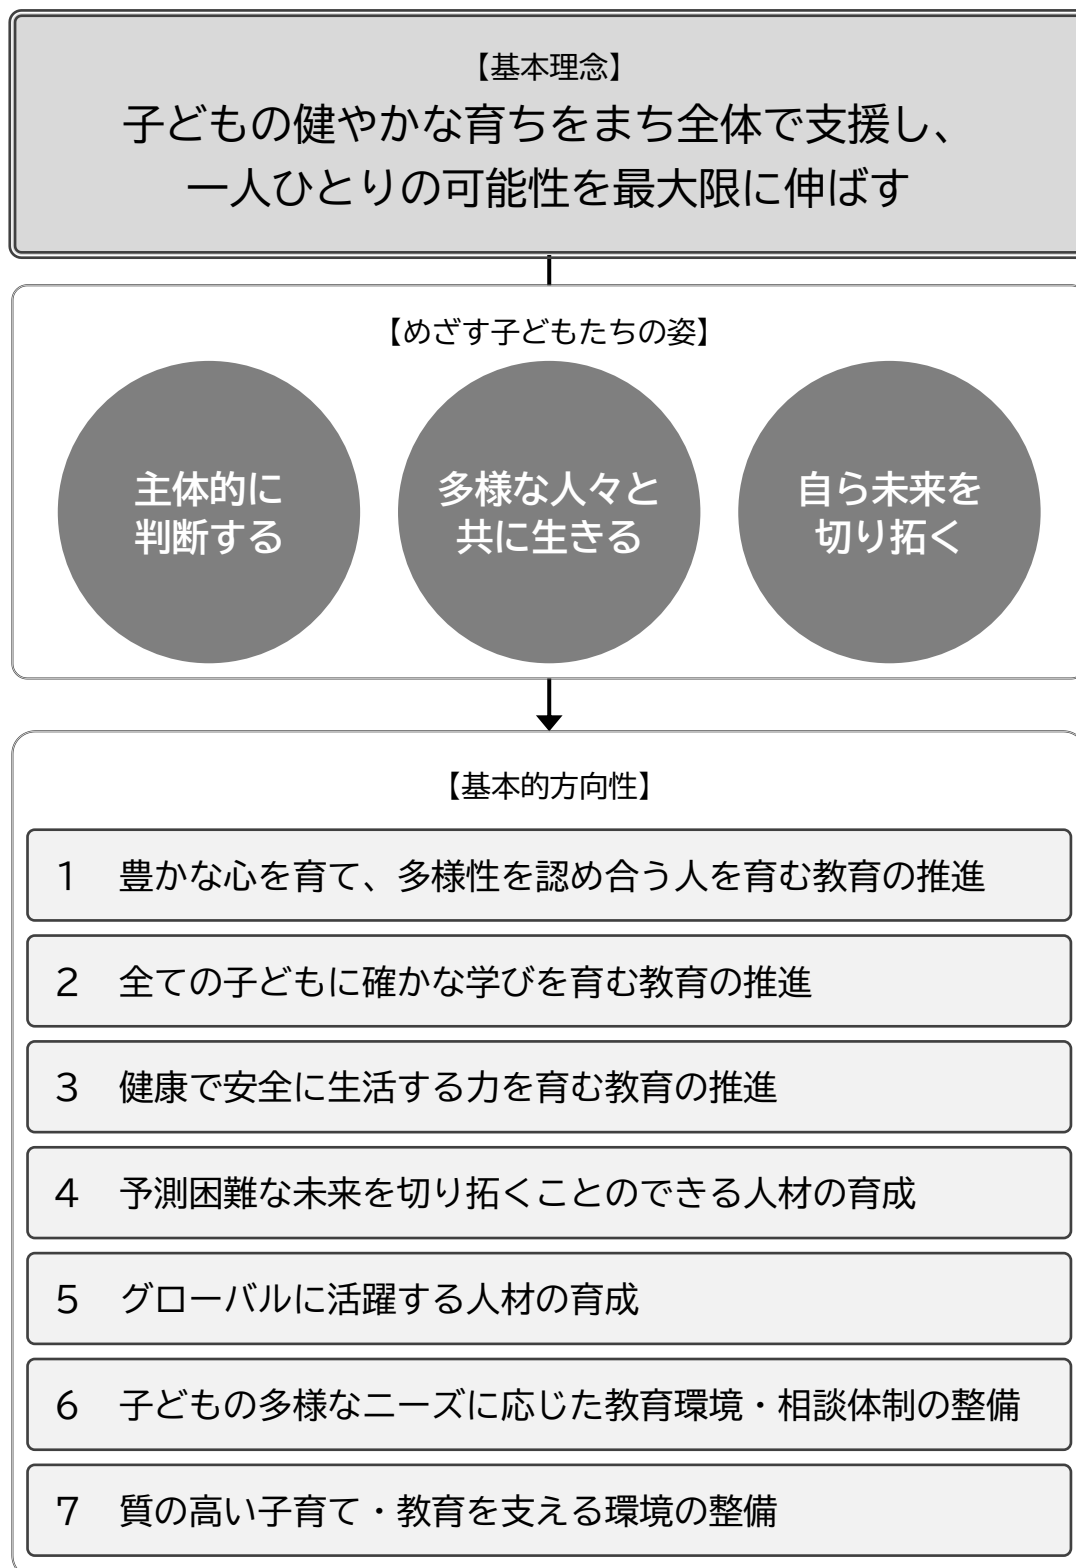 【基本理念】
子どもの健やかな育ちをまち全体で支援し、
一人ひとりの可能性を最大限に伸ばす
【めざす子どもたちの姿】
主体的に
判断する
多様な人々と
共に生きる
自ら未来を
切り拓く
【基本的方向性】
1　豊かな心を育て、多様性を認め合う人を育む教育の推進
2　全ての子どもに確かな学びを育む教育の推進
3　健康で安全に生活する力を育む教育の推進
4　予測困難な未来を切り拓くことのできる人材の育成
5　グローバルに活躍する人材の育成
6　子どもの多様なニーズに応じた教育環境・相談体制の整備
7　質の高い子育て・教育を支える環境の整備